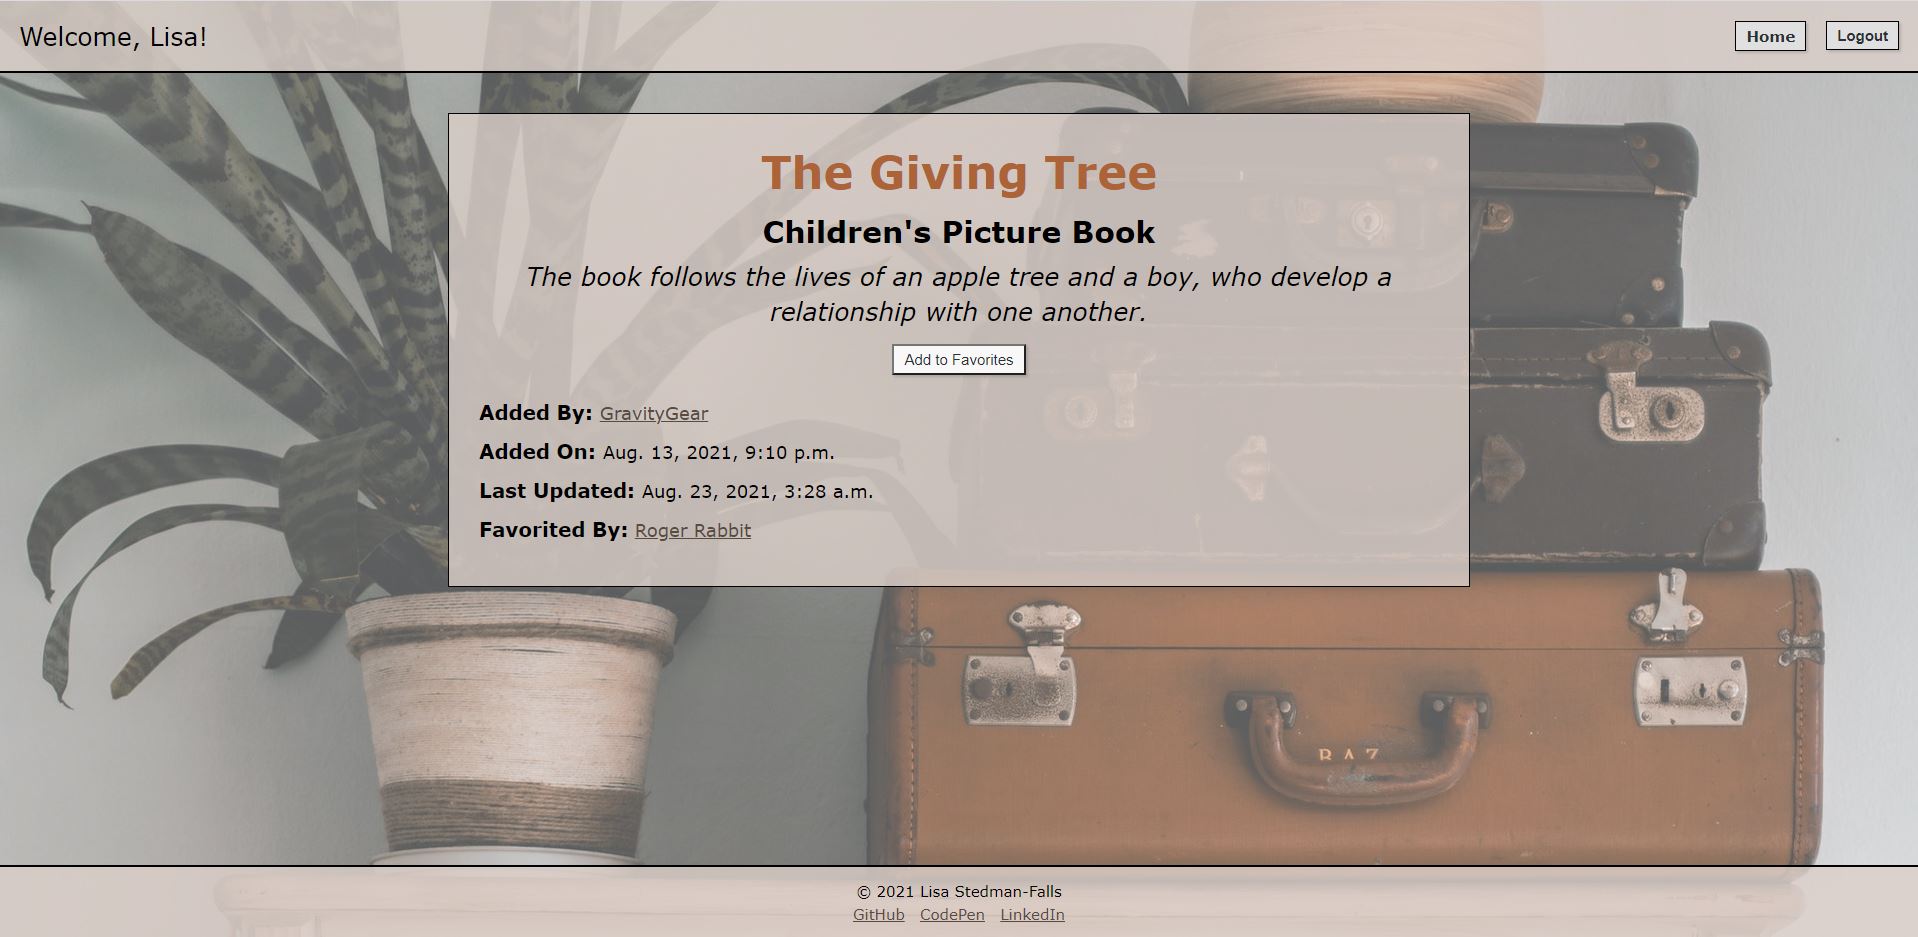 Welcome, Lisa!
Home
Logout
The Giving Tree
Children's Picture Book
The book follows the lives of an apple tree and a boy, who develop a
relationship with one another.
Add to Favorites
Added By: GravityGear
Added On: Aug. 13, 2021, 9:10 p.m.
Last Updated: Aug. 23, 2021, 3:28 a.m.
Favorited By: Roger Rabbit
R A Z
© 2021 Lisa Stedman-Falls
GitHub CodePen LinkedIn